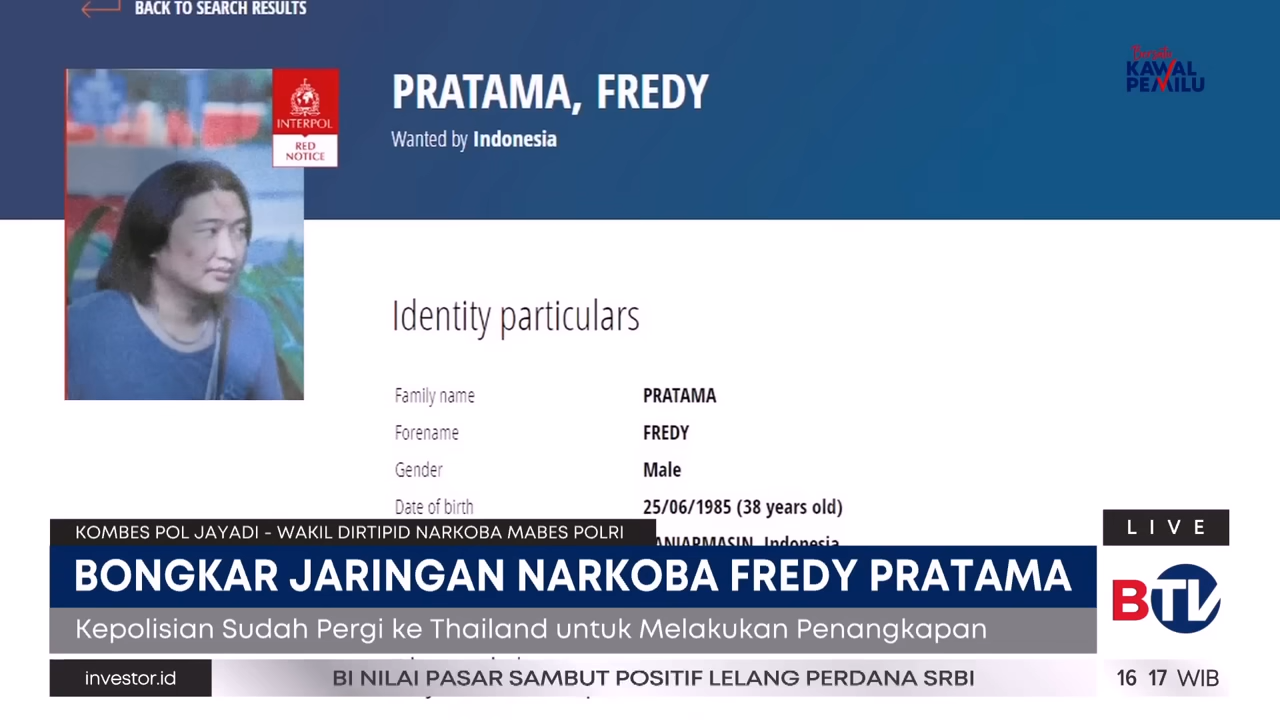 BACK TO SEARCH RESULTS
Bersatu
KAWAL
PEMILU
INTERPOL
RED
NOTICE
PRATAMA, FREDY
Wanted by Indonesia
Identity particulars
Family name PRATAMA
Forename FREDY
Gender Male
Date of birth 25/06/1985 (38 years old)
Indonesia
KOMBES POL JAYADI - WAKIL DIRTIPID NARKOBA MABES POLRI
LIVE
BONGKAR JARINGAN NARKOBA FREDY PRATAMA
BTV
Kepolisian Sudah Pergi ke Thailand untuk Melakukan Penangkapan
investor.id BI NILAI PASAR SAMBUT POSITIF LELANG PERDANA SRBI 16 17 WIB